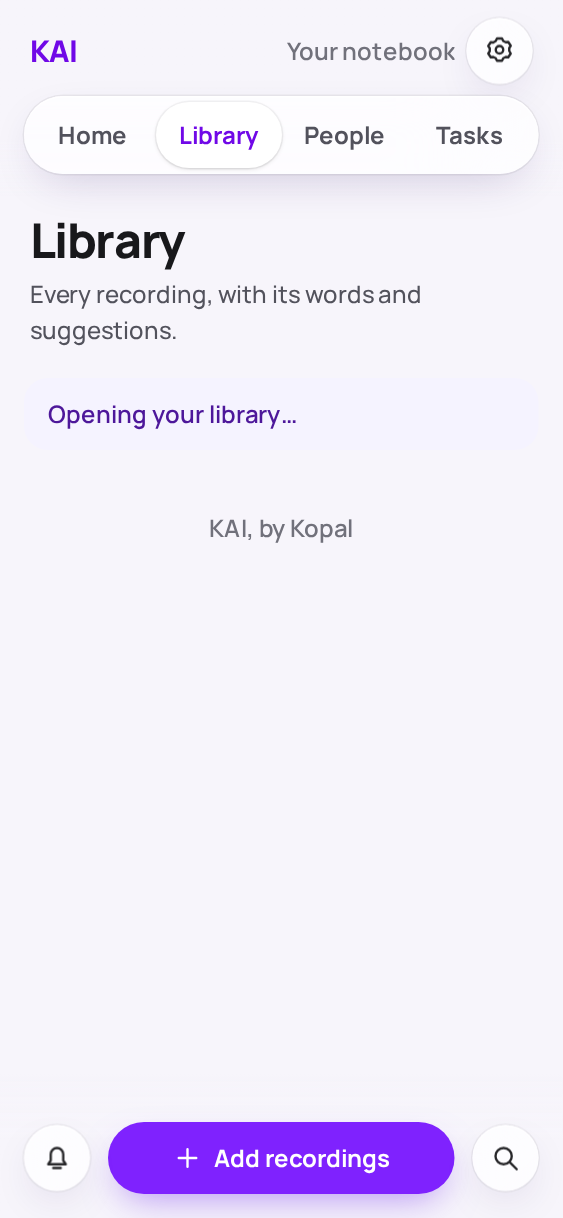 KAI
Your notebook
Home
Library
People
Tasks
Library
Every recording, with its words and
suggestions.
Opening your library…
KAI, by Kopal
Add recordings